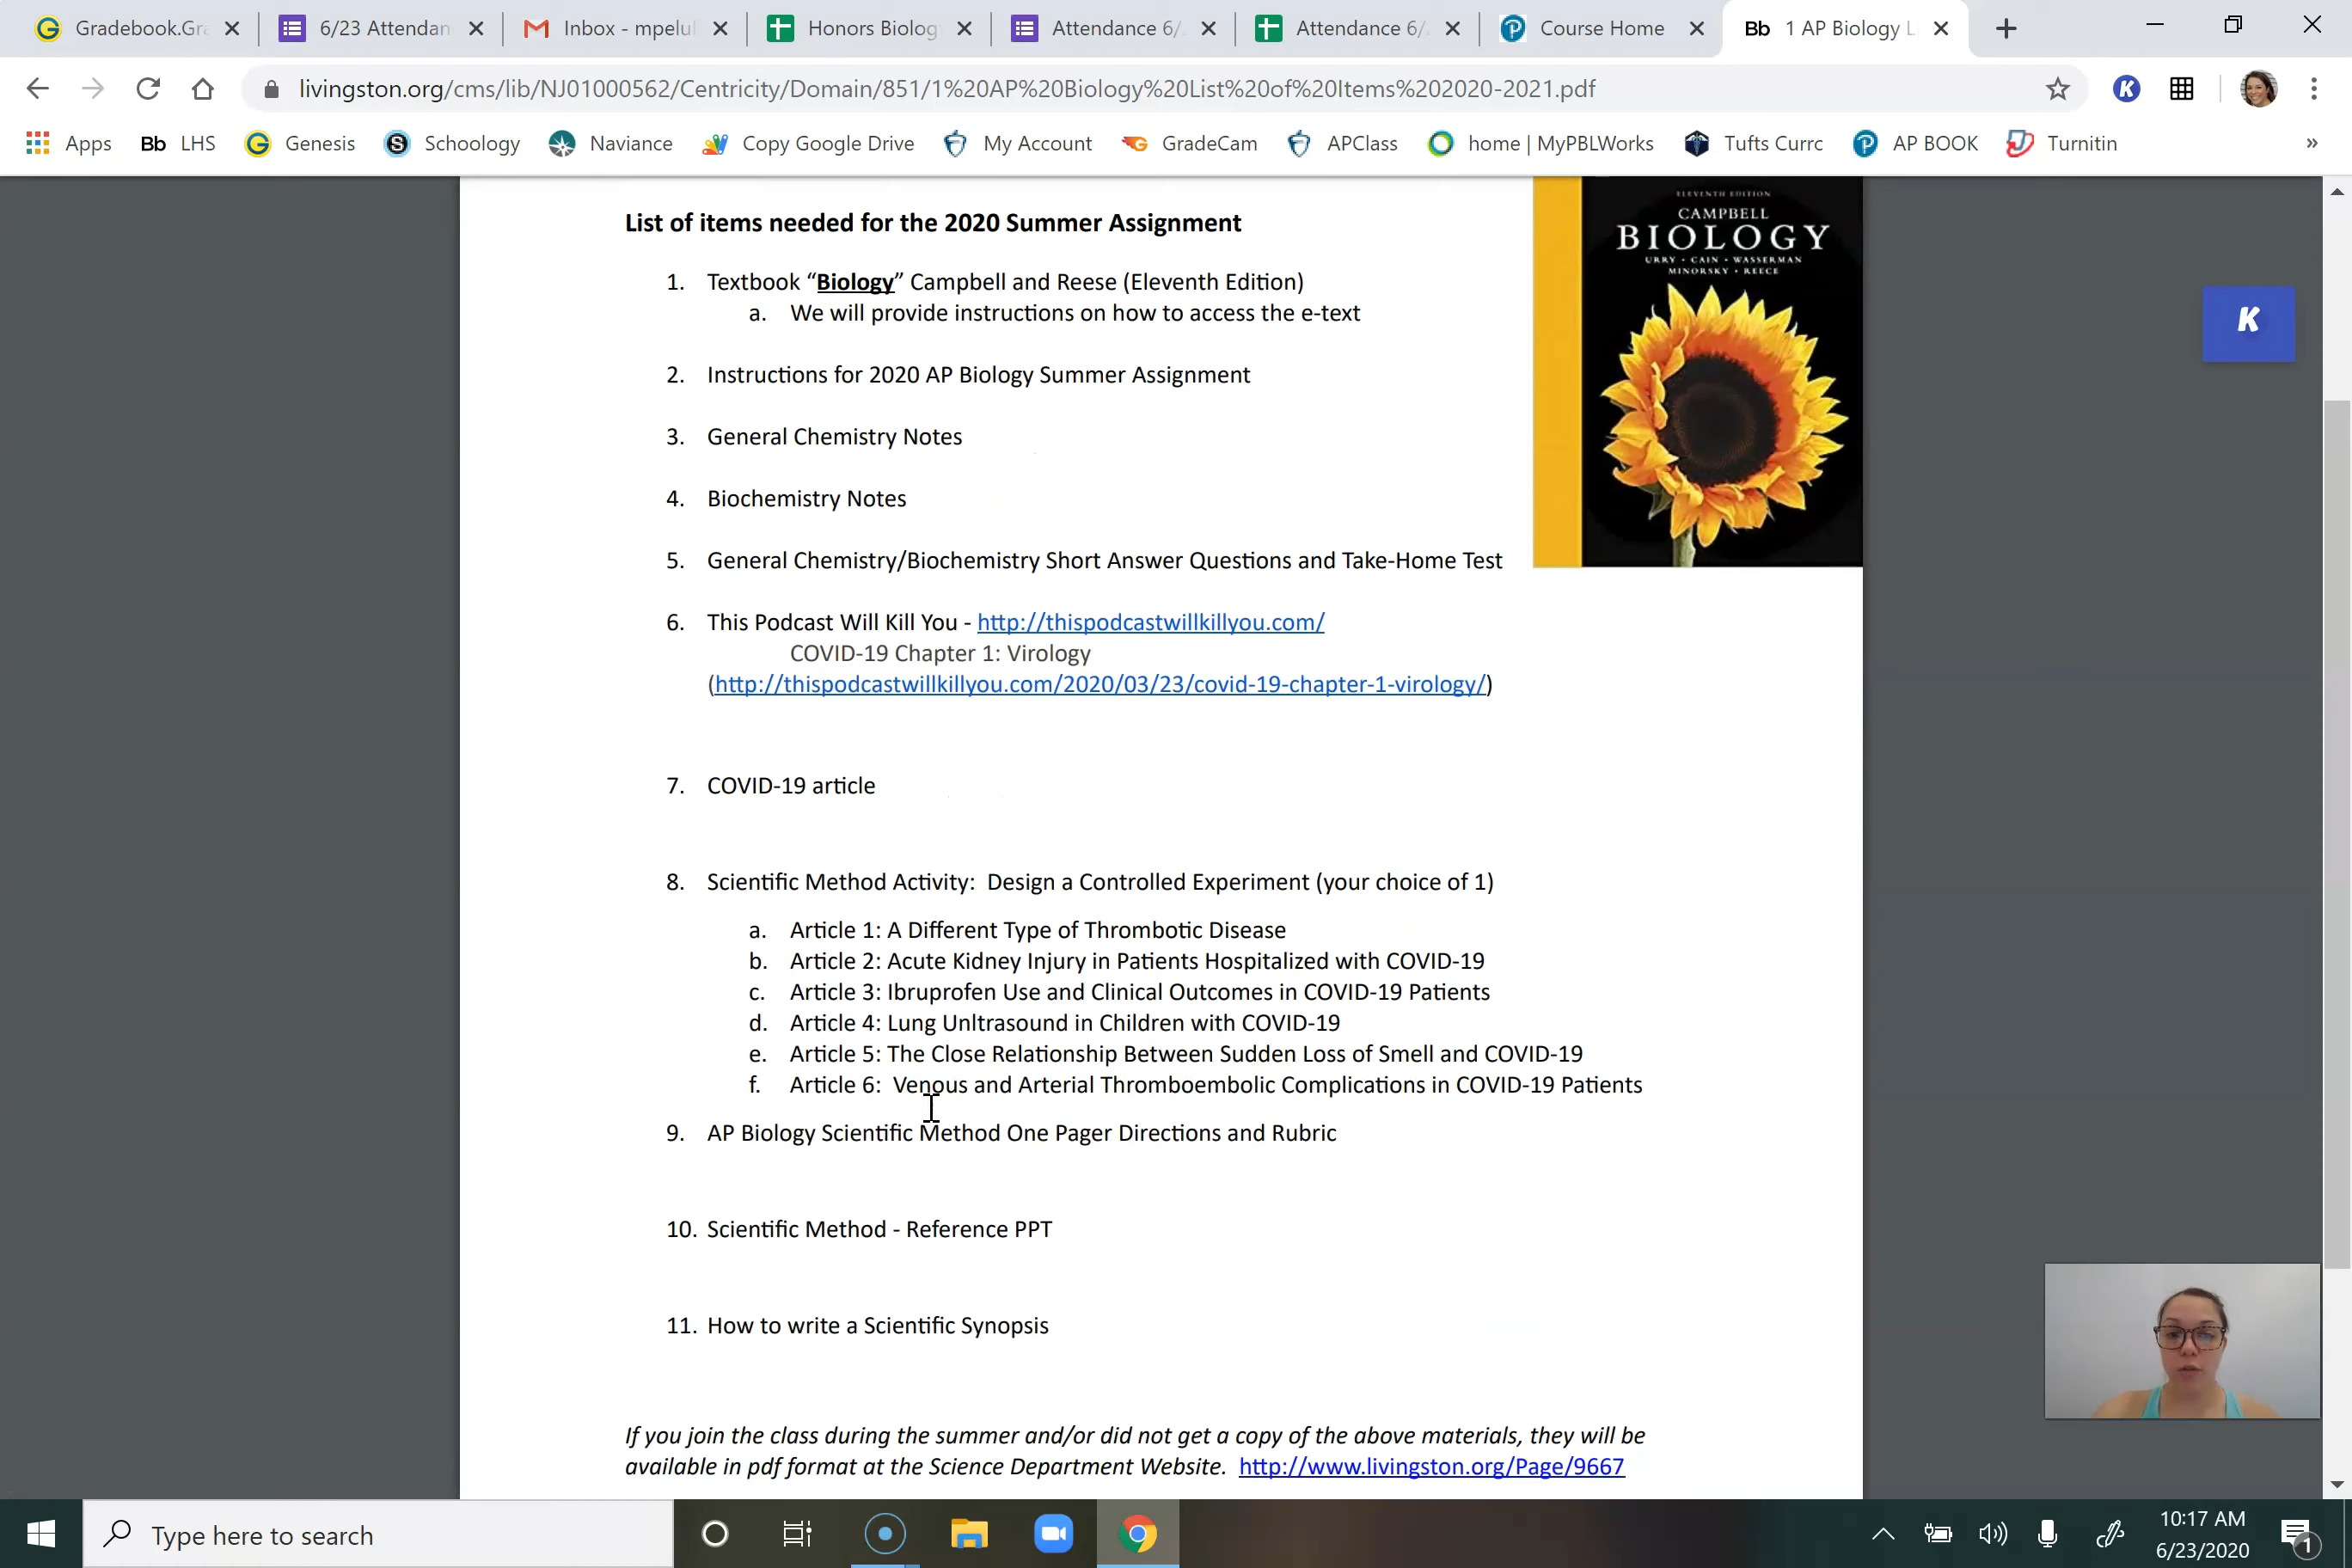 Gradebook.Gra
6/23 Attendan
Inbox - mpelul
Honors Biolog
Attendance 6/
Attendance 6/
Course Home
Bb 1 AP Biology L
livingston.org/cms/lib/NJ01000562/Centricity/Domain/851/1%20AP%20Biology%20List%20of%20Items%202020-2021.pdf
K
Apps
Bb LHS
Genesis
Schoology
Naviance
Copy Google Drive
My Account
GradeCam
APClass
home | MyPBLWorks
Tufts Currc
AP BOOK
Turnitin
»
List of items needed for the 2020 Summer Assignment
ELEVENTH EDITION
CAMPBELL
BIOLOGY
URRY • CAIN • WASSERMAN
MINORSKY • REECE
K
1. Textbook “Biology” Campbell and Reese (Eleventh Edition)
a. We will provide instructions on how to access the e-text
2. Instructions for 2020 AP Biology Summer Assignment
3. General Chemistry Notes
4. Biochemistry Notes
5. General Chemistry/Biochemistry Short Answer Questions and Take-Home Test
6. This Podcast Will Kill You - http://thispodcastwillkillyou.com/
COVID-19 Chapter 1: Virology
(http://thispodcastwillkillyou.com/2020/03/23/covid-19-chapter-1-virology/)
7. COVID-19 article
8. Scientific Method Activity: Design a Controlled Experiment (your choice of 1)
a. Article 1: A Different Type of Thrombotic Disease
b. Article 2: Acute Kidney Injury in Patients Hospitalized with COVID-19
c. Article 3: Ibruprofen Use and Clinical Outcomes in COVID-19 Patients
d. Article 4: Lung Unltrasound in Children with COVID-19
e. Article 5: The Close Relationship Between Sudden Loss of Smell and COVID-19
f. Article 6: Venous and Arterial Thromboembolic Complications in COVID-19 Patients
9. AP Biology Scientific Method One Pager Directions and Rubric
10. Scientific Method - Reference PPT
11. How to write a Scientific Synopsis
If you join the class during the summer and/or did not get a copy of the above materials, they will be
available in pdf format at the Science Department Website. http://www.livingston.org/Page/9667
Type here to search
10:17 AM
6/23/2020
1